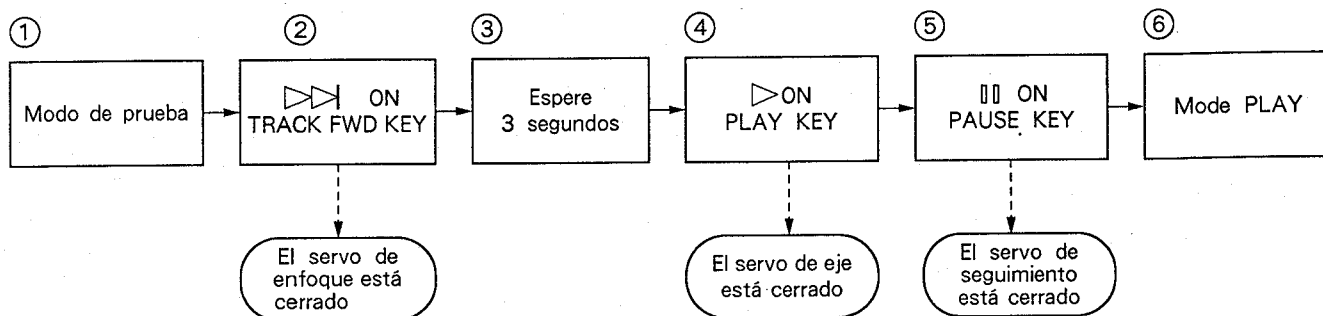 ①
Modo de prueba
②
▷▷| ON
TRACK FWD KEY
③
Espere
3 segundos
④
▷ON
PLAY KEY
⑤
▯▯ ON
PAUSE KEY
⑥
Mode PLAY
El servo de
enfoque está
cerrado
El servo de eje
está cerrado
El servo de
seguimiento
está cerrado